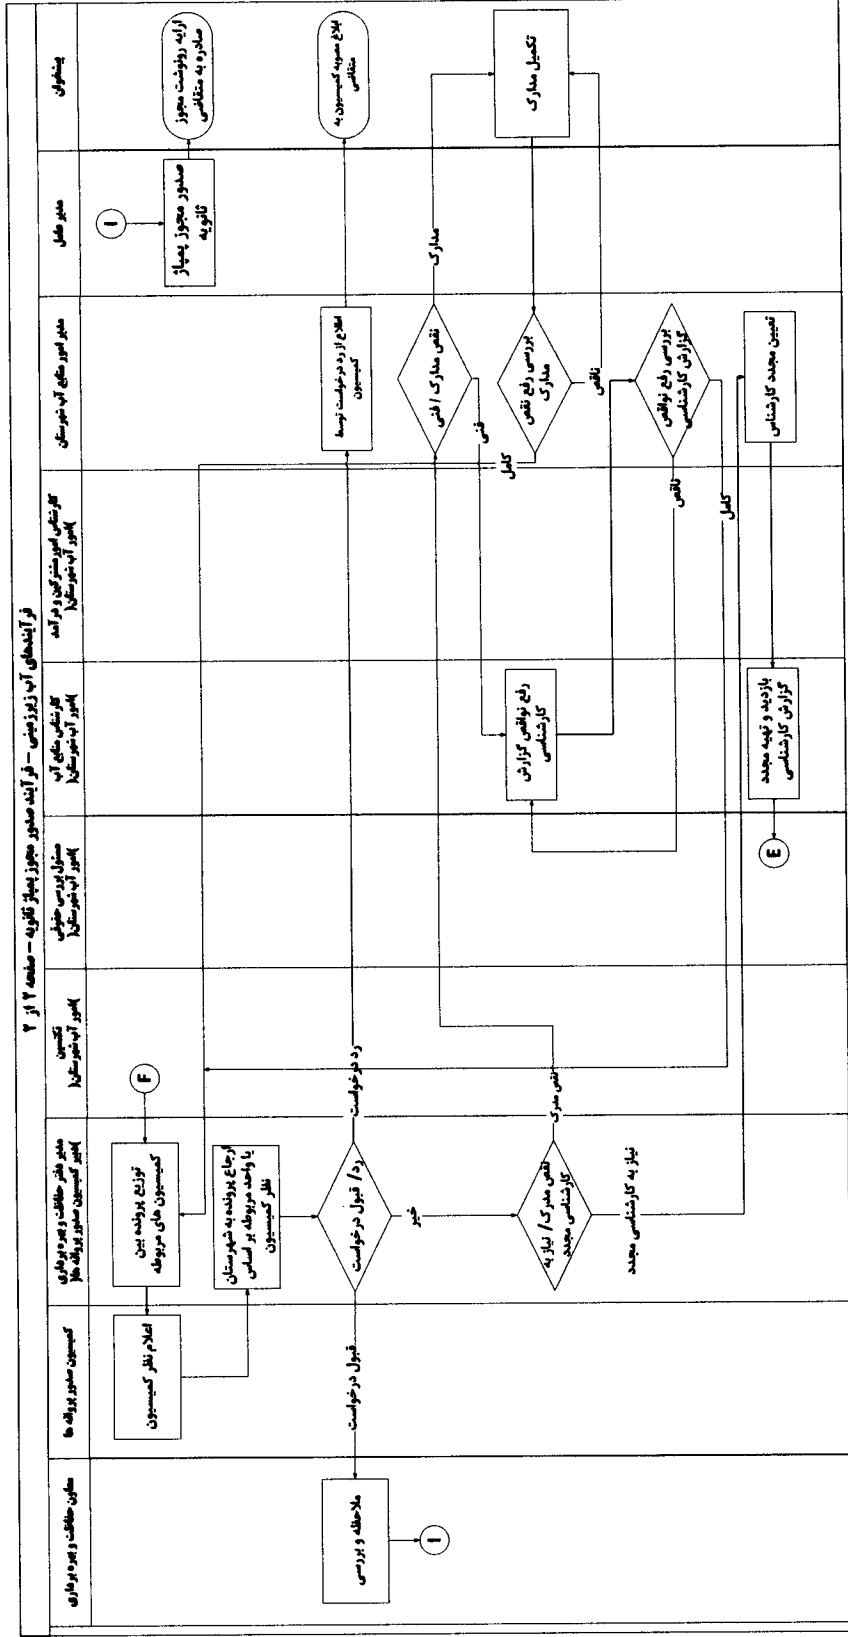 فرآیندهای آب زیرزمینی – فرآیند صدور مجوز پمپاژ ثانویه – صفحه ۲ از ۲
پیشخوان
مدیر عامل
مدیر امور منابع آب شهرستان
کارشناس امور مشترکین و درآمد
)امور آب شهرستان(
کارشناس منابع آب
)امور آب شهرستان(
مسئول بررسی حقوقی
)امور آب شهرستان(
تکنسین
)امور آب شهرستان(
مدیر دفتر حفاظت و بهره برداری
)دبیر کمیسیون صدور پروانه ها(
کمیسیون صدور پروانه ها
معاون حفاظت و بهره برداری
ارایه رونوشت مجوز
صادره به متقاضی
صدور مجوز پمپاژ
ثانویه
I
ابلاغ مصوبه کمیسیون به
متقاضی
تکمیل مدارک
مدارک
اطلاع از رد درخواست توسط
کمیسیون
نقص مدارک / فنی
فنی
بررسی رفع نقص
مدارک
ناقص
کامل
بررسی رفع نواقص
گزارش کارشناسی
ناقص
کامل
تعیین مجدد کارشناس
رفع نواقص گزارش
کارشناسی
بازدید و تهیه مجدد
گزارش کارشناسی
E
F
توزیع پرونده بین
کمیسیون های مربوطه
ارجاع پرونده به شهرستان
یا واحد مربوطه بر اساس
نظر کمیسیون
رد درخواست
رد/ قبول درخواست
خیر
نقص مدرک
نقص مدرک/ نیاز به
کارشناسی مجدد
نیاز به کارشناسی مجدد
اعلام نظر کمیسیون
قبول درخواست
ملاحظه و بررسی
I